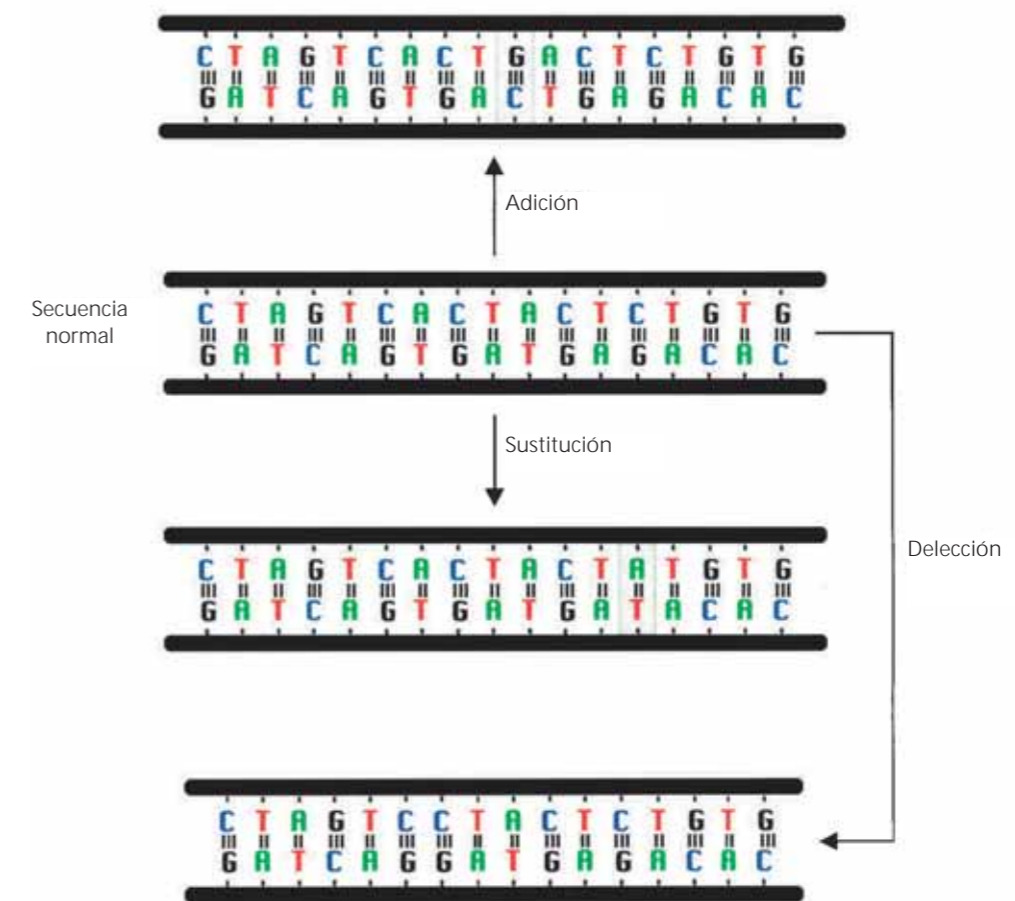 C T A G T C A C T G A C T C T G T G
G A T C A G T G A C T G A G A C A C
Adición
Secuencia
normal
C T A G T C A C T A C T C T G T G
G A T C A G T G A T G A G A C A C
Sustitución
C T A G T C A C T A C T A T G T G
G A T C A G T G A T G A T A C A C
Delección
C T A G T C C T A C T C T G T G
G A T C A G G A T G A G A C A C